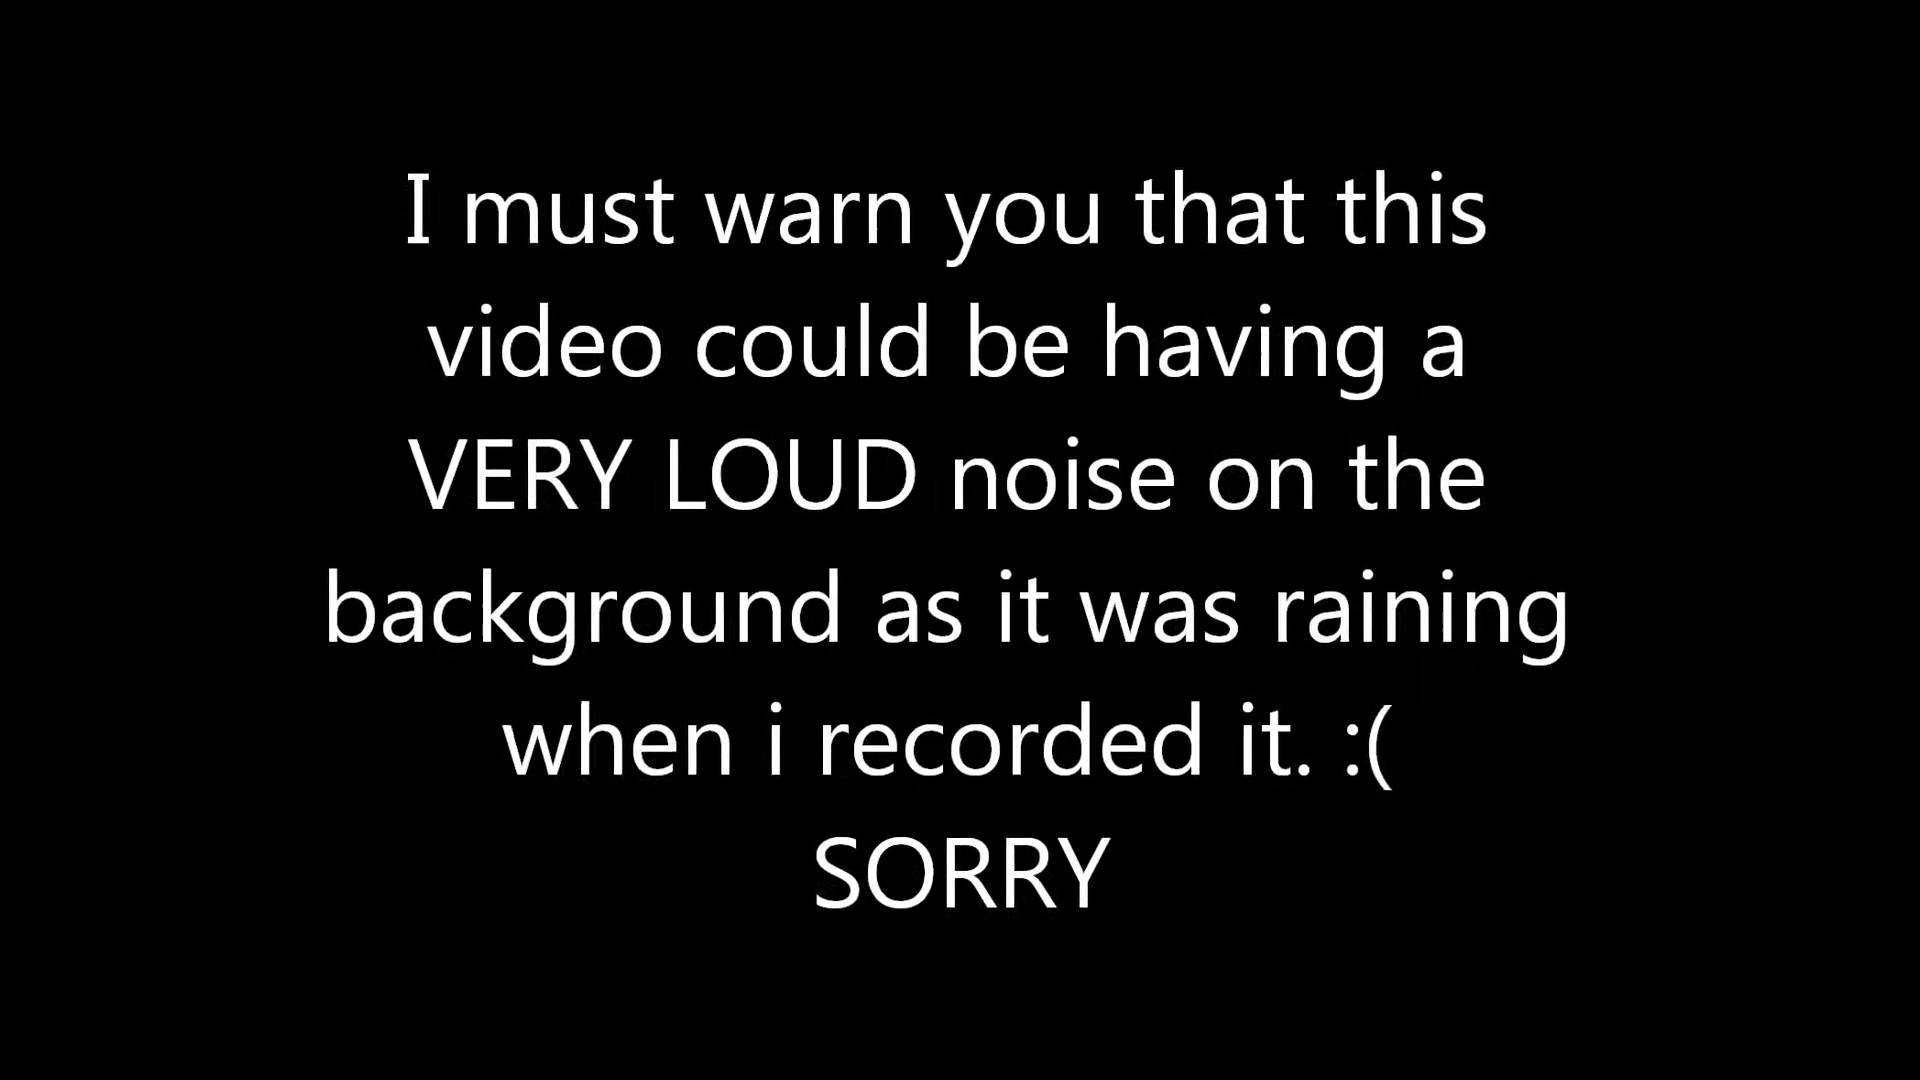 I must warn you that this
video could be having a
VERY LOUD noise on the
background as it was raining
when i recorded it. :(
SORRY